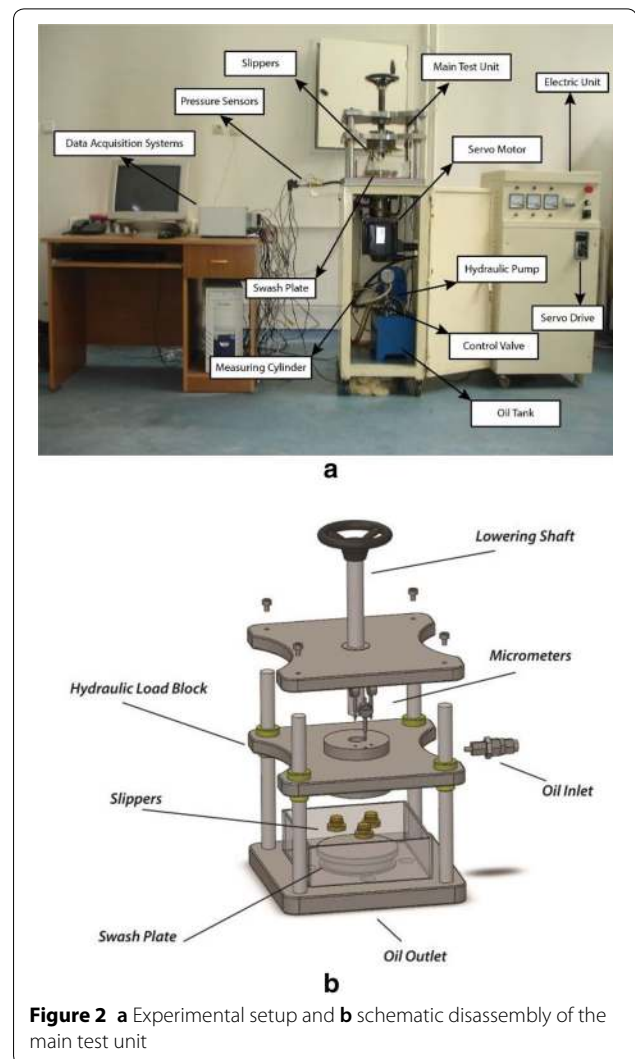 Slippers
Main Test Unit
Pressure Sensors
Electric Unit
Data Acquisition Systems
Servo Motor
Hydraulic Pump
Swash Plate
Servo Drive
Control Valve
Measuring Cylinder
Oil Tank
a
Lowering Shaft
Micrometers
Hydraulic Load Block
Oil Inlet
Slippers
Swash Plate
Oil Outlet
b
Figure 2 a Experimental setup and b schematic disassembly of the
main test unit